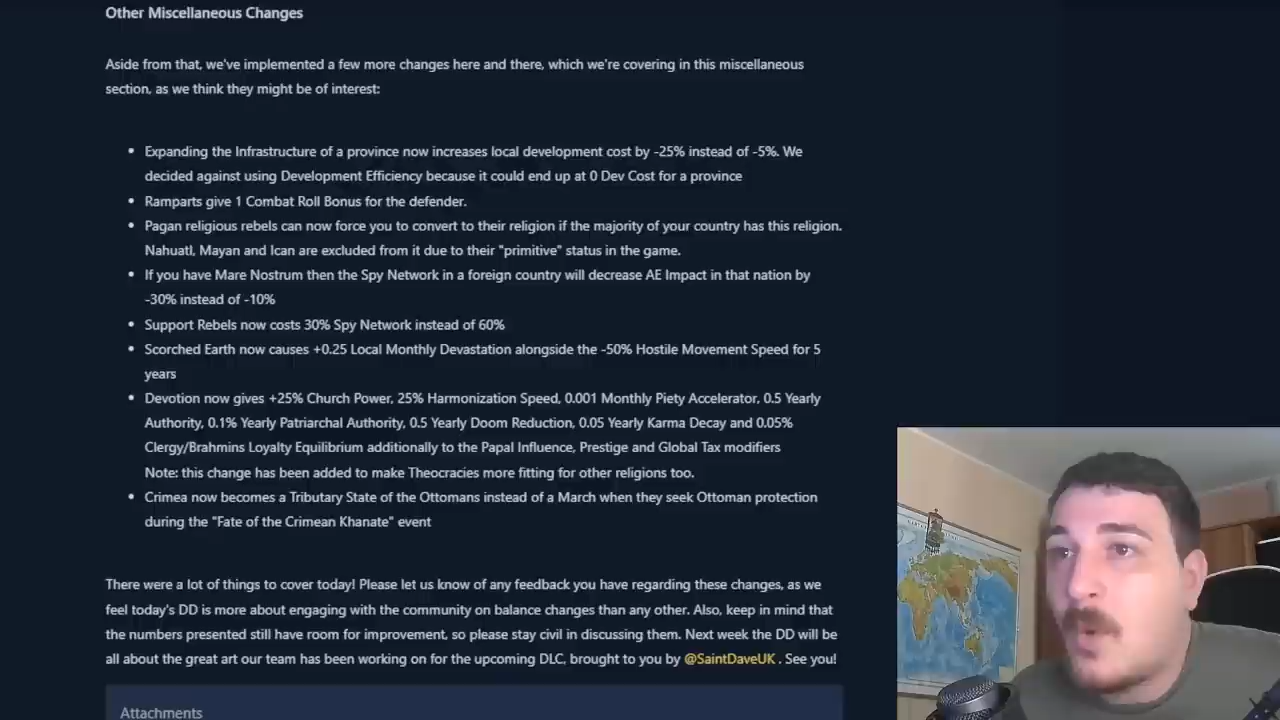 Other Miscellaneous Changes
Aside from that, we've implemented a few more changes here and there, which we're covering in this miscellaneous
section, as we think they might be of interest:
• Expanding the Infrastructure of a province now increases local development cost by -25% instead of -5%. We
decided against using Development Efficiency because it could end up at 0 Dev Cost for a province
• Ramparts give 1 Combat Roll Bonus for the defender.
• Pagan religious rebels can now force you to convert to their religion if the majority of your country has this religion.
Nahuatl, Mayan and Ican are excluded from it due to their "primitive" status in the game.
• If you have Mare Nostrum then the Spy Network in a foreign country will decrease AE Impact in that nation by
-30% instead of -10%
• Support Rebels now costs 30% Spy Network instead of 60%
• Scorched Earth now causes +0.25 Local Monthly Devastation alongside the -50% Hostile Movement Speed for 5
years
• Devotion now gives +25% Church Power, 25% Harmonization Speed, 0.001 Monthly Piety Accelerator, 0.5 Yearly
Authority, 0.1% Yearly Patriarchal Authority, 0.5 Yearly Doom Reduction, 0.05 Yearly Karma Decay and 0.05%
Clergy/Brahmins Loyalty Equilibrium additionally to the Papal Influence, Prestige and Global Tax modifiers
Note: this change has been added to make Theocracies more fitting for other religions too.
• Crimea now becomes a Tributary State of the Ottomans instead of a March when they seek Ottoman protection
during the "Fate of the Crimean Khanate" event
There were a lot of things to cover today! Please let us know of any feedback you have regarding these changes, as we
feel today's DD is more about engaging with the community on balance changes than any other. Also, keep in mind that
the numbers presented still have room for improvement, so please stay civil in discussing them. Next week the DD will be
all about the great art our team has been working on for the upcoming DLC, brought to you by @SaintDaveUK . See you!
Attachments